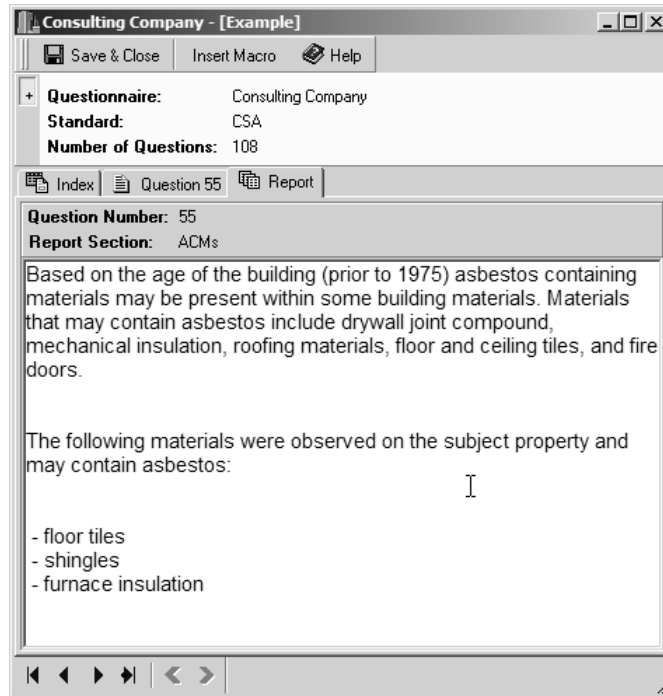 Consulting Company - [Example]
Save & Close Insert Macro Help
Questionnaire: Consulting Company
Standard: CSA
Number of Questions: 108
Index Question 55 Report
Question Number: 55
Report Section: ACMs
Based on the age of the building (prior to 1975) asbestos containing
materials may be present within some building materials. Materials
that may contain asbestos include drywall joint compound,
mechanical insulation, roofing materials, floor and ceiling tiles, and fire
doors.
The following materials were observed on the subject property and
may contain asbestos:
- floor tiles
- shingles
- furnace insulation